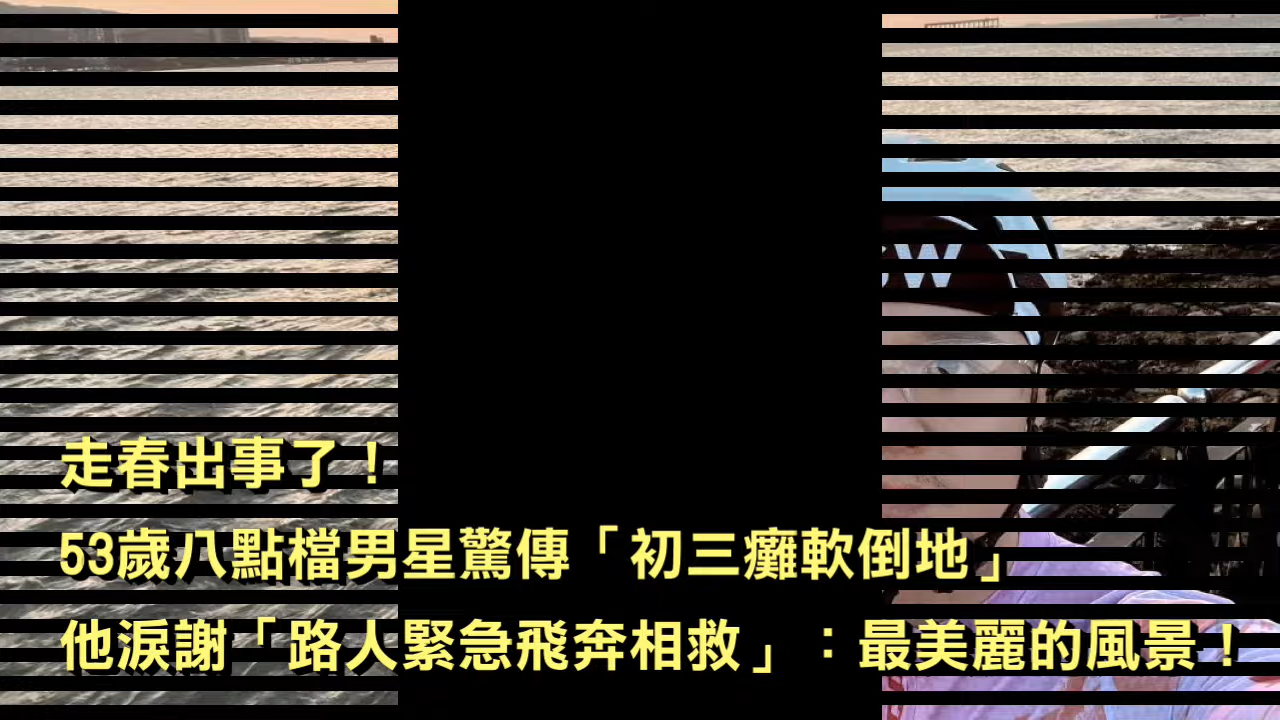 W
走春出事了！
53歲八點檔男星驚傳「初三癱軟倒地」
他淚謝「路人緊急飛奔相救」：最美麗的風景！